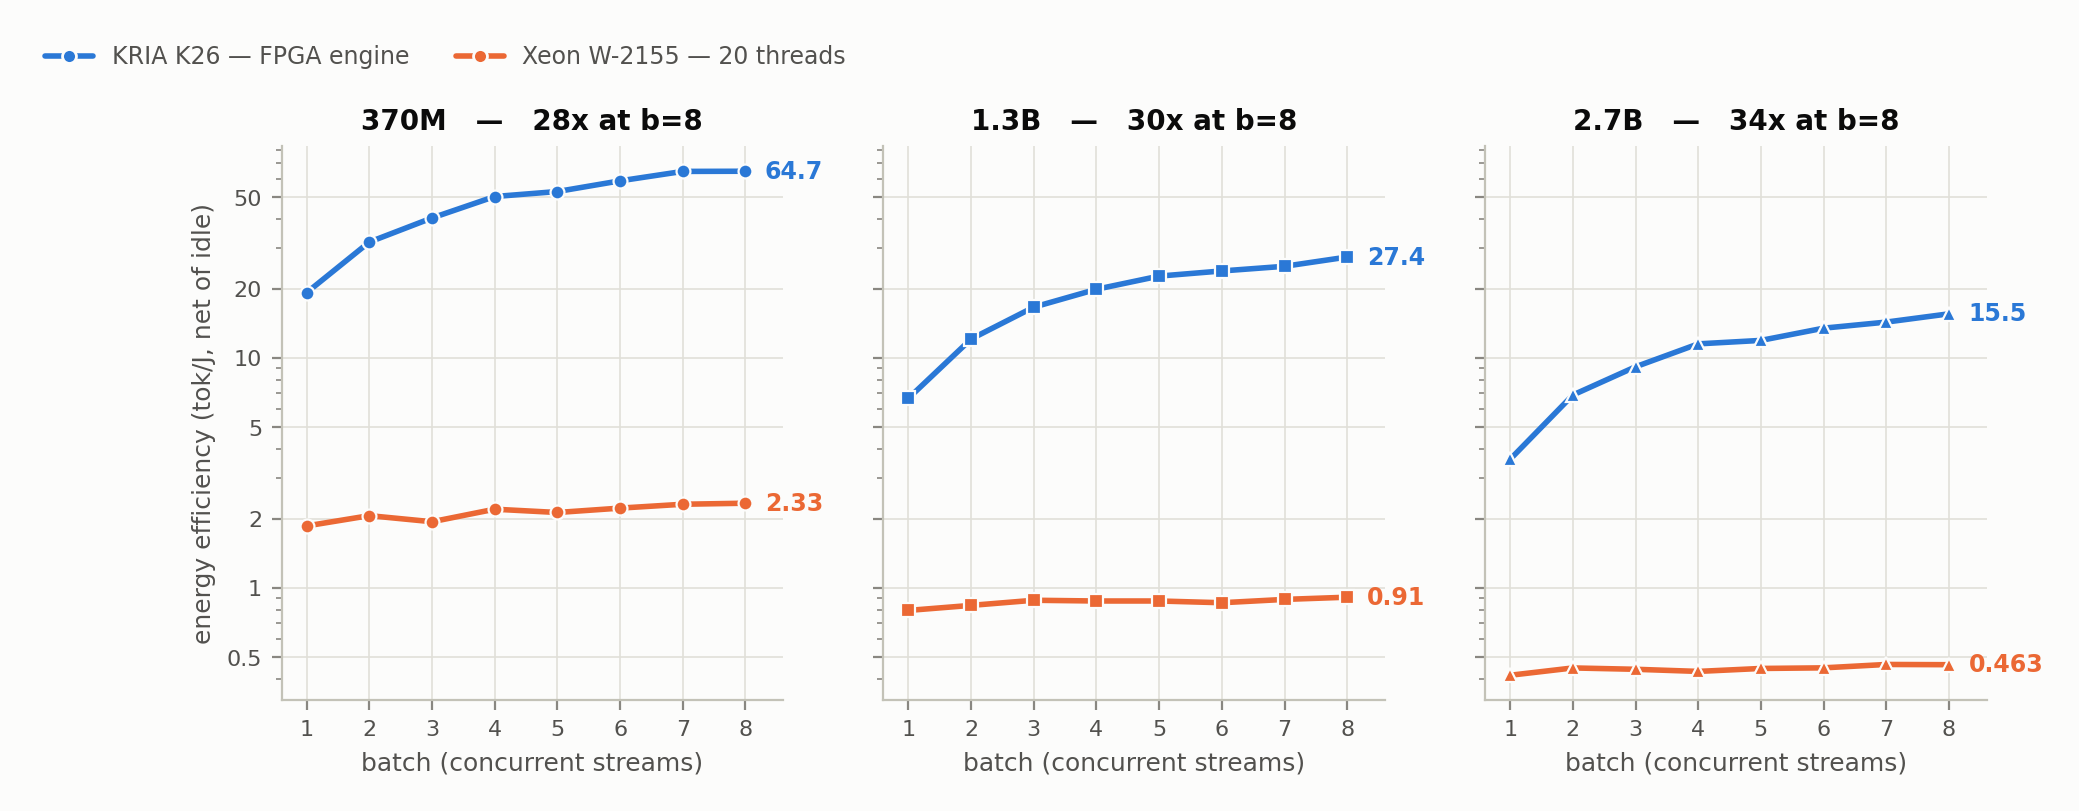 KRIA K26 — FPGA engine
Xeon W-2155 — 20 threads
370M — 28x at b=8
1.3B — 30x at b=8
2.7B — 34x at b=8
energy efficiency (tok/J, net of idle)
50
20
10
5
2
1
0.5
64.7
2.33
27.4
0.91
15.5
0.463
1 2 3 4 5 6 7 8
1 2 3 4 5 6 7 8
1 2 3 4 5 6 7 8
batch (concurrent streams)
batch (concurrent streams)
batch (concurrent streams)